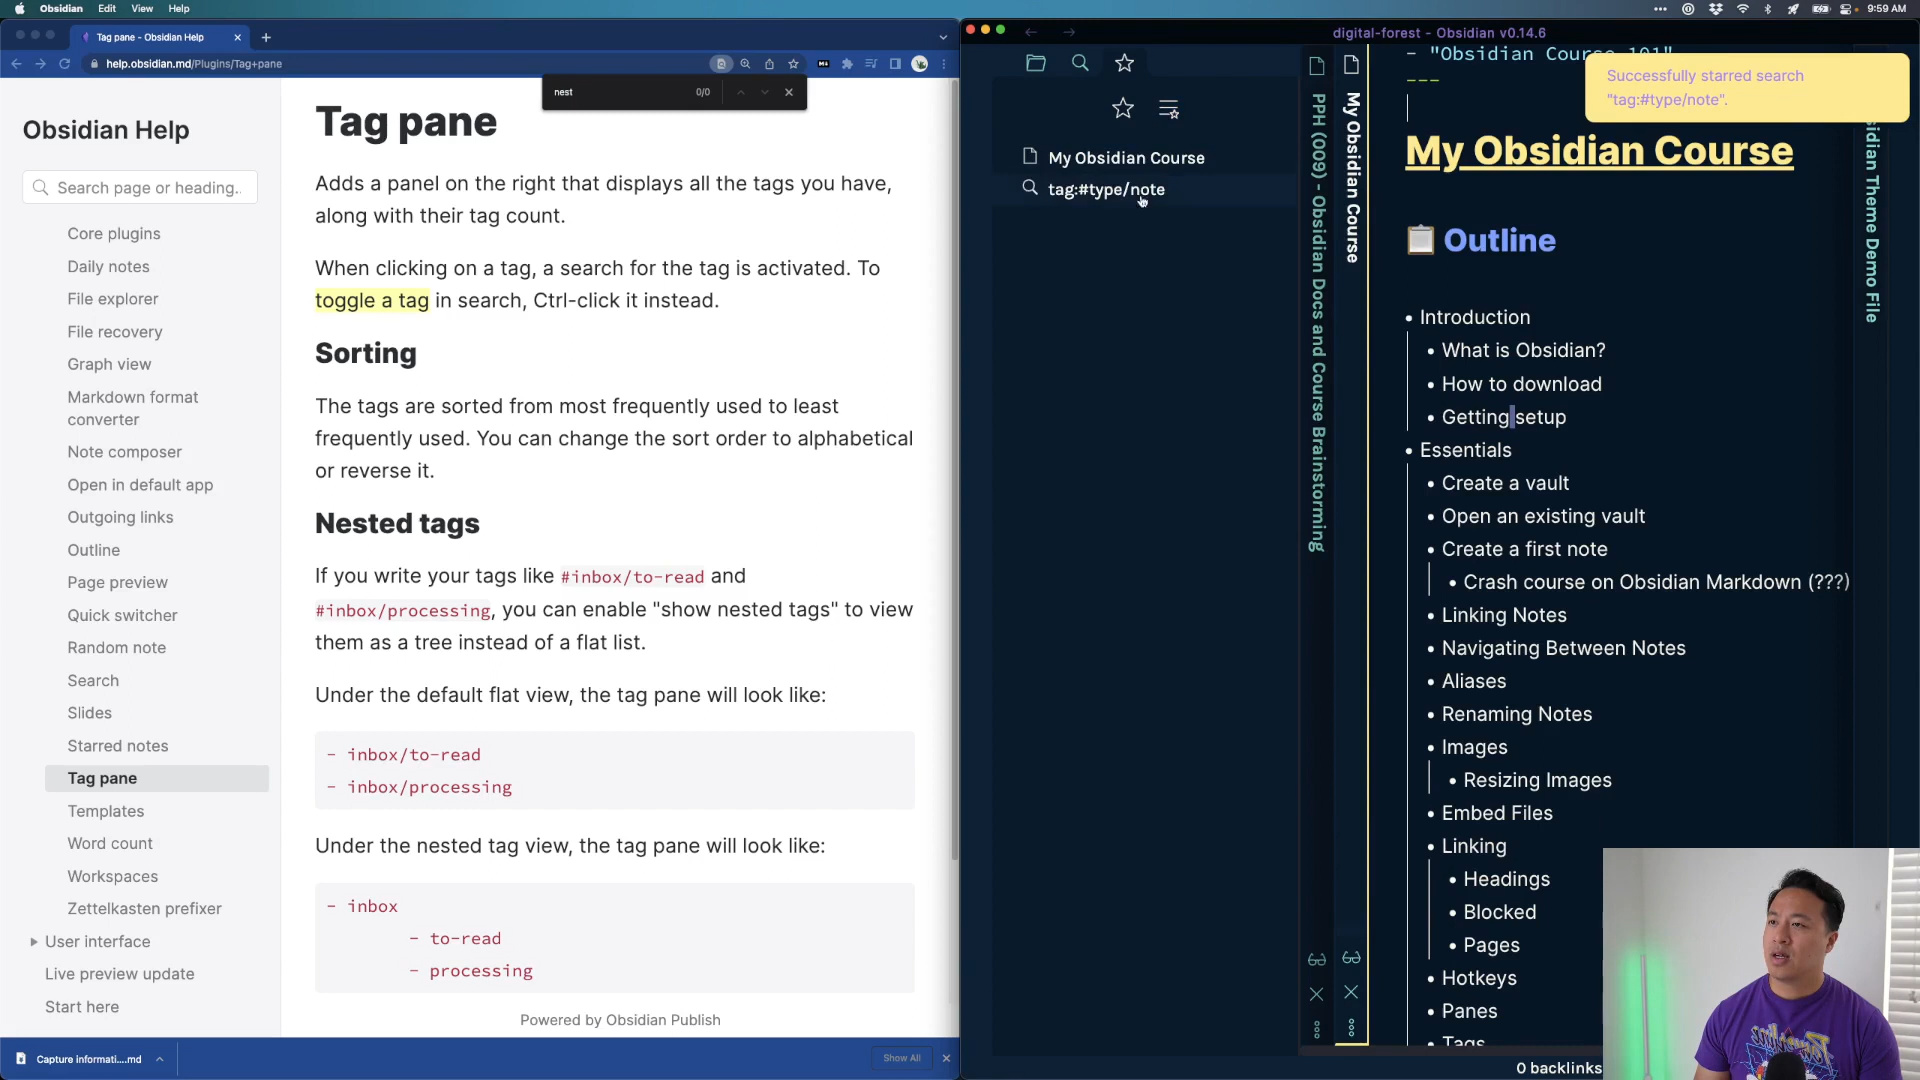 Obsidian Edit View Help
9:59 AM
Tag pane - Obsidian Help
help.obsidian.md/Plugins/Tag+pane
nest 0/0
Obsidian Help
Search page or heading..
Core plugins
Daily notes
File explorer
File recovery
Graph view
Markdown format
converter
Note composer
Open in default app
Outgoing links
Outline
Page preview
Quick switcher
Random note
Search
Slides
Starred notes
Tag pane
Templates
Word count
Workspaces
Zettelkasten prefixer
User interface
Live preview update
Start here
Tag pane
Adds a panel on the right that displays all the tags you have,
along with their tag count.
When clicking on a tag, a search for the tag is activated. To
toggle a tag in search, Ctrl-click it instead.
Sorting
The tags are sorted from most frequently used to least
frequently used. You can change the sort order to alphabetical
or reverse it.
Nested tags
If you write your tags like #inbox/to-read and
#inbox/processing, you can enable "show nested tags" to view
them as a tree instead of a flat list.
Under the default flat view, the tag pane will look like:
- inbox/to-read
- inbox/processing
Under the nested tag view, the tag pane will look like:
- inbox
- to-read
- processing
Powered by Obsidian Publish
Capture informati....md
Show All
digital-forest - Obsidian v0.14.6
My Obsidian Course
tag:#type/note
PPH (009) - Obsidian Docs and Course Brainstorming
My Obsidian Course
- "Obsidian Course 101"
---
Successfully starred search
"tag:#type/note".
My Obsidian Course
📋 Outline
• Introduction
• What is Obsidian?
• How to download
• Getting setup
• Essentials
• Create a vault
• Open an existing vault
• Create a first note
• Crash course on Obsidian Markdown (???)
• Linking Notes
• Navigating Between Notes
• Aliases
• Renaming Notes
• Images
• Resizing Images
• Embed Files
• Linking
• Headings
• Blocked
• Pages
• Hotkeys
• Panes
• Tags
sidian Theme Demo File
0 backlinks